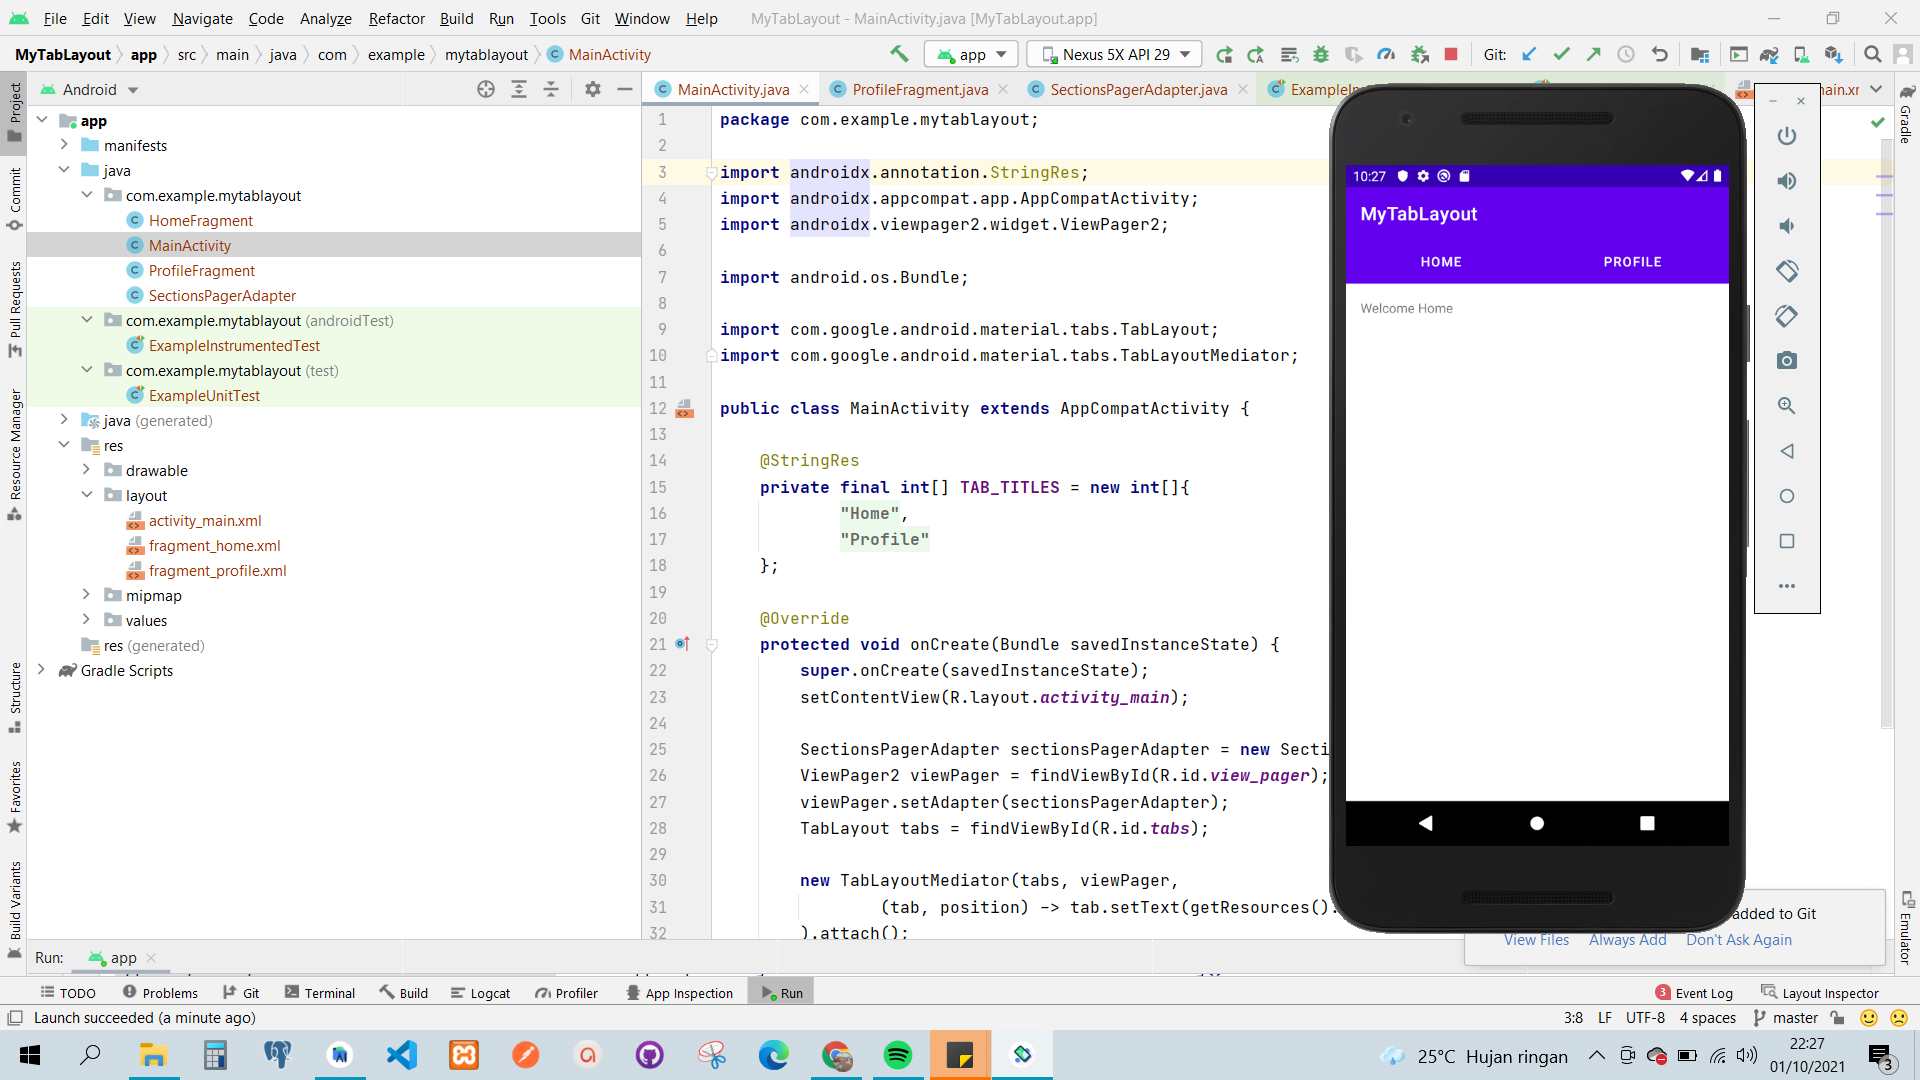 File Edit View Navigate Code Analyze Refactor Build Run Tools Git Window Help MyTabLayout - MainActivity.java [MyTabLayout.app]
MyTabLayout app src main java com example mytablayout MainActivity app Nexus 5X API 29 Git:
Android
MainActivity.java ProfileFragment.java SectionsPagerAdapter.java
Project
Commit
Pull Requests
Resource Manager
Structure
Favorites
Build Variants
app
manifests
java
com.example.mytablayout
HomeFragment
MainActivity
ProfileFragment
SectionsPagerAdapter
com.example.mytablayout (androidTest)
ExampleInstrumentedTest
com.example.mytablayout (test)
ExampleUnitTest
java (generated)
res
drawable
layout
activity_main.xml
fragment_home.xml
fragment_profile.xml
mipmap
values
res (generated)
Gradle Scripts
1 package com.example.mytablayout;
2
3 import androidx.annotation.StringRes;
4 import androidx.appcompat.app.AppCompatActivity;
5 import androidx.viewpager2.widget.ViewPager2;
6
7 import android.os.Bundle;
8
9 import com.google.android.material.tabs.TabLayout;
10 import com.google.android.material.tabs.TabLayoutMediator;
11
12 public class MainActivity extends AppCompatActivity {
13
14 @StringRes
15 private final int[] TAB_TITLES = new int[]{
16 "Home",
17 "Profile"
18 };
19
20 @Override
21 protected void onCreate(Bundle savedInstanceState) {
22 super.onCreate(savedInstanceState);
23 setContentView(R.layout.activity_main);
24
25 SectionsPagerAdapter sectionsPagerAdapter = new Secti
26 ViewPager2 viewPager = findViewById(R.id.view_pager);
27 viewPager.setAdapter(sectionsPagerAdapter);
28 TabLayout tabs = findViewById(R.id.tabs);
29
30 new TabLayoutMediator(tabs, viewPager,
31 (tab, position) -> tab.setText(getResources().
32 ).attach();
10:27
MyTabLayout
HOME PROFILE
Welcome Home
Gradle
Emulator
added to Git
View Files Always Add Don't Ask Again
Run: app
TODO Problems Git Terminal Build Logcat Profiler App Inspection Run 3 Event Log Layout Inspector
Launch succeeded (a minute ago) 3:8 LF UTF-8 4 spaces master
25°C Hujan ringan
22:27
01/10/2021
3